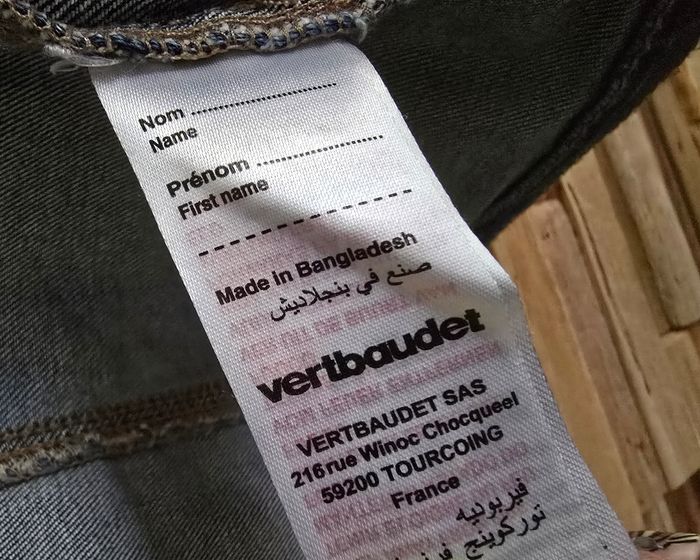 Nom ............................
Name
Prénom ........................
First name
- - - - - - - - - - - - - - - - - - - -
Made in Bangladesh
صنع في بنجلاديش
vertbaudet
VERTBAUDET SAS
216 rue Winoc Chocqueel
59200 TOURCOING
France
فيربوديه
توركوينج